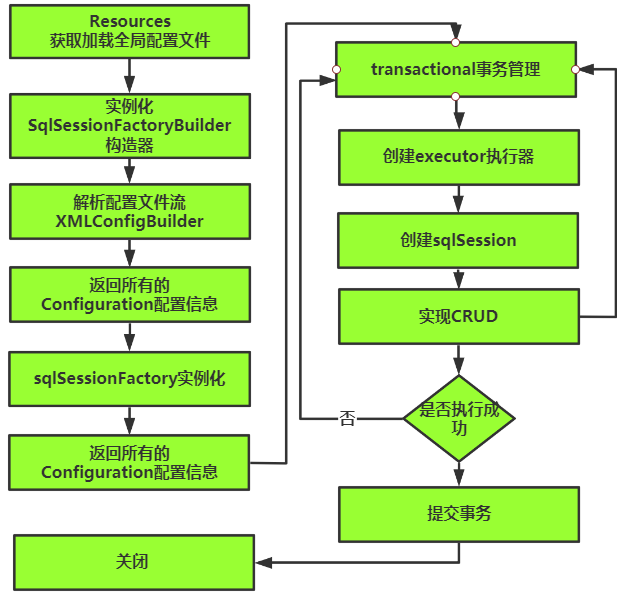 Resources
获取加载全局配置文件
实例化
SqlSessionFactoryBuilder
构造器
解析配置文件流
XMLConfigBuilder
返回所有的
Configuration配置信息
sqlSessionFactory实例化
返回所有的
Configuration配置信息
transactional事务管理
创建executor执行器
创建sqlSession
实现CRUD
是否执行成
功
否
提交事务
关闭